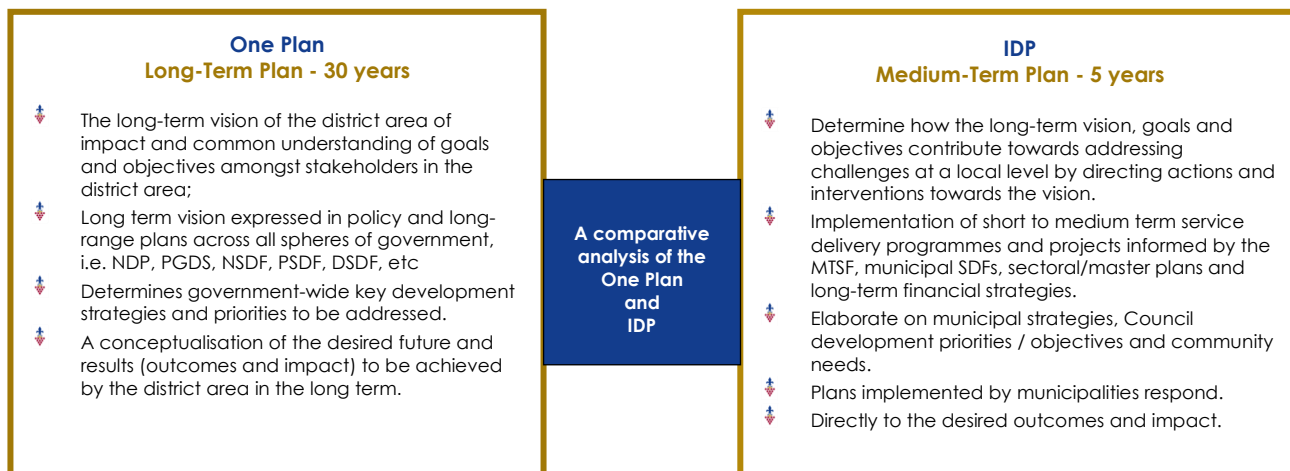 One Plan
Long-Term Plan - 30 years
The long-term vision of the district area of
impact and common understanding of goals
and objectives amongst stakeholders in the
district area;
Long term vision expressed in policy and long-
range plans across all spheres of government,
i.e. NDP, PGDS, NSDF, PSDF, DSDF, etc
Determines government-wide key development
strategies and priorities to be addressed.
A conceptualisation of the desired future and
results (outcomes and impact) to be achieved
by the district area in the long term.
A comparative
analysis of the
One Plan
and
IDP
IDP
Medium-Term Plan - 5 years
Determine how the long-term vision, goals and
objectives contribute towards addressing
challenges at a local level by directing actions and
interventions towards the vision.
Implementation of short to medium term service
delivery programmes and projects informed by the
MTSF, municipal SDFs, sectoral/master plans and
long-term financial strategies.
Elaborate on municipal strategies, Council
development priorities / objectives and community
needs.
Plans implemented by municipalities respond.
Directly to the desired outcomes and impact.